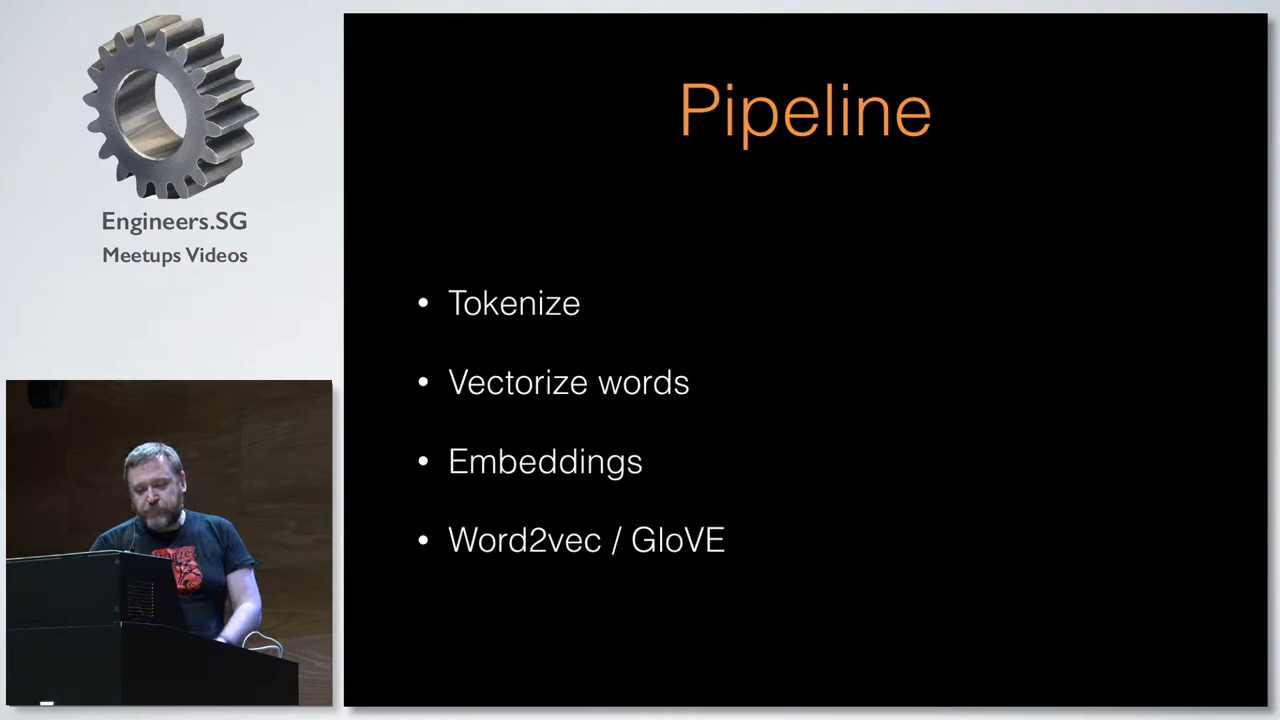 Engineers.SG
Meetups Videos
Pipeline
• Tokenize
• Vectorize words
• Embeddings
• Word2vec / GloVE